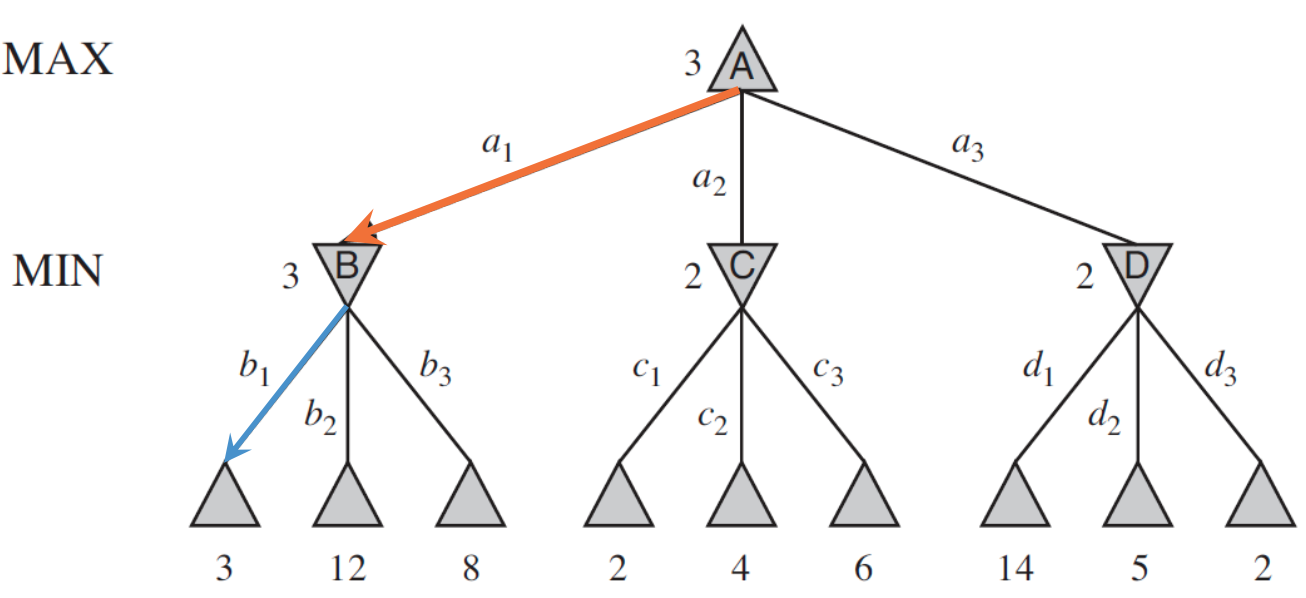 MAX 3 A
a₁ a₂ a₃
MIN 3 B 2 C 2 D
b₁ b₂ b₃ c₁ c₂ c₃ d₁ d₂ d₃
3 12 8 2 4 6 14 5 2